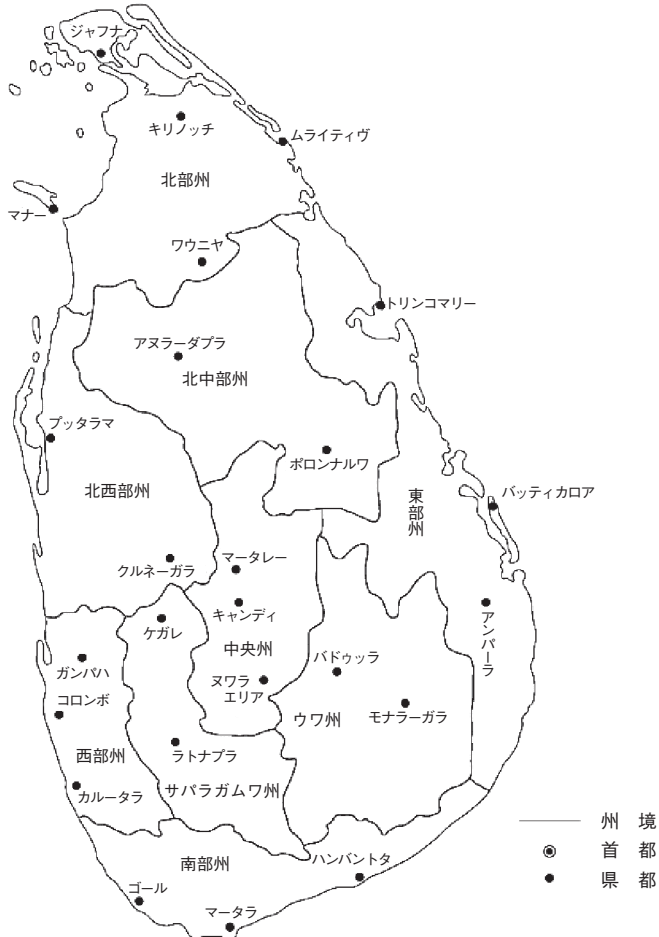 ジャフナ
キリノッチ
ムライティヴ
北部州
マナー
ワウニヤ
トリンコマリー
アヌラーダプラ
北中部州
プッタラマ
ポロンナルワ
北西部州
東部州
バッティカロア
クルネーガラ
マータレー
キャンディ
ケガレ
アンパーラ
中央州
ガンパハ
バドゥッラ
ヌワラ
エリア
コロンボ
ウワ州
モナラーガラ
西部州
ラトナプラ
カルータラ
サバラガムワ州
州 境
首 都
県 都
南部州
ハンバントタ
ゴール
マータラ